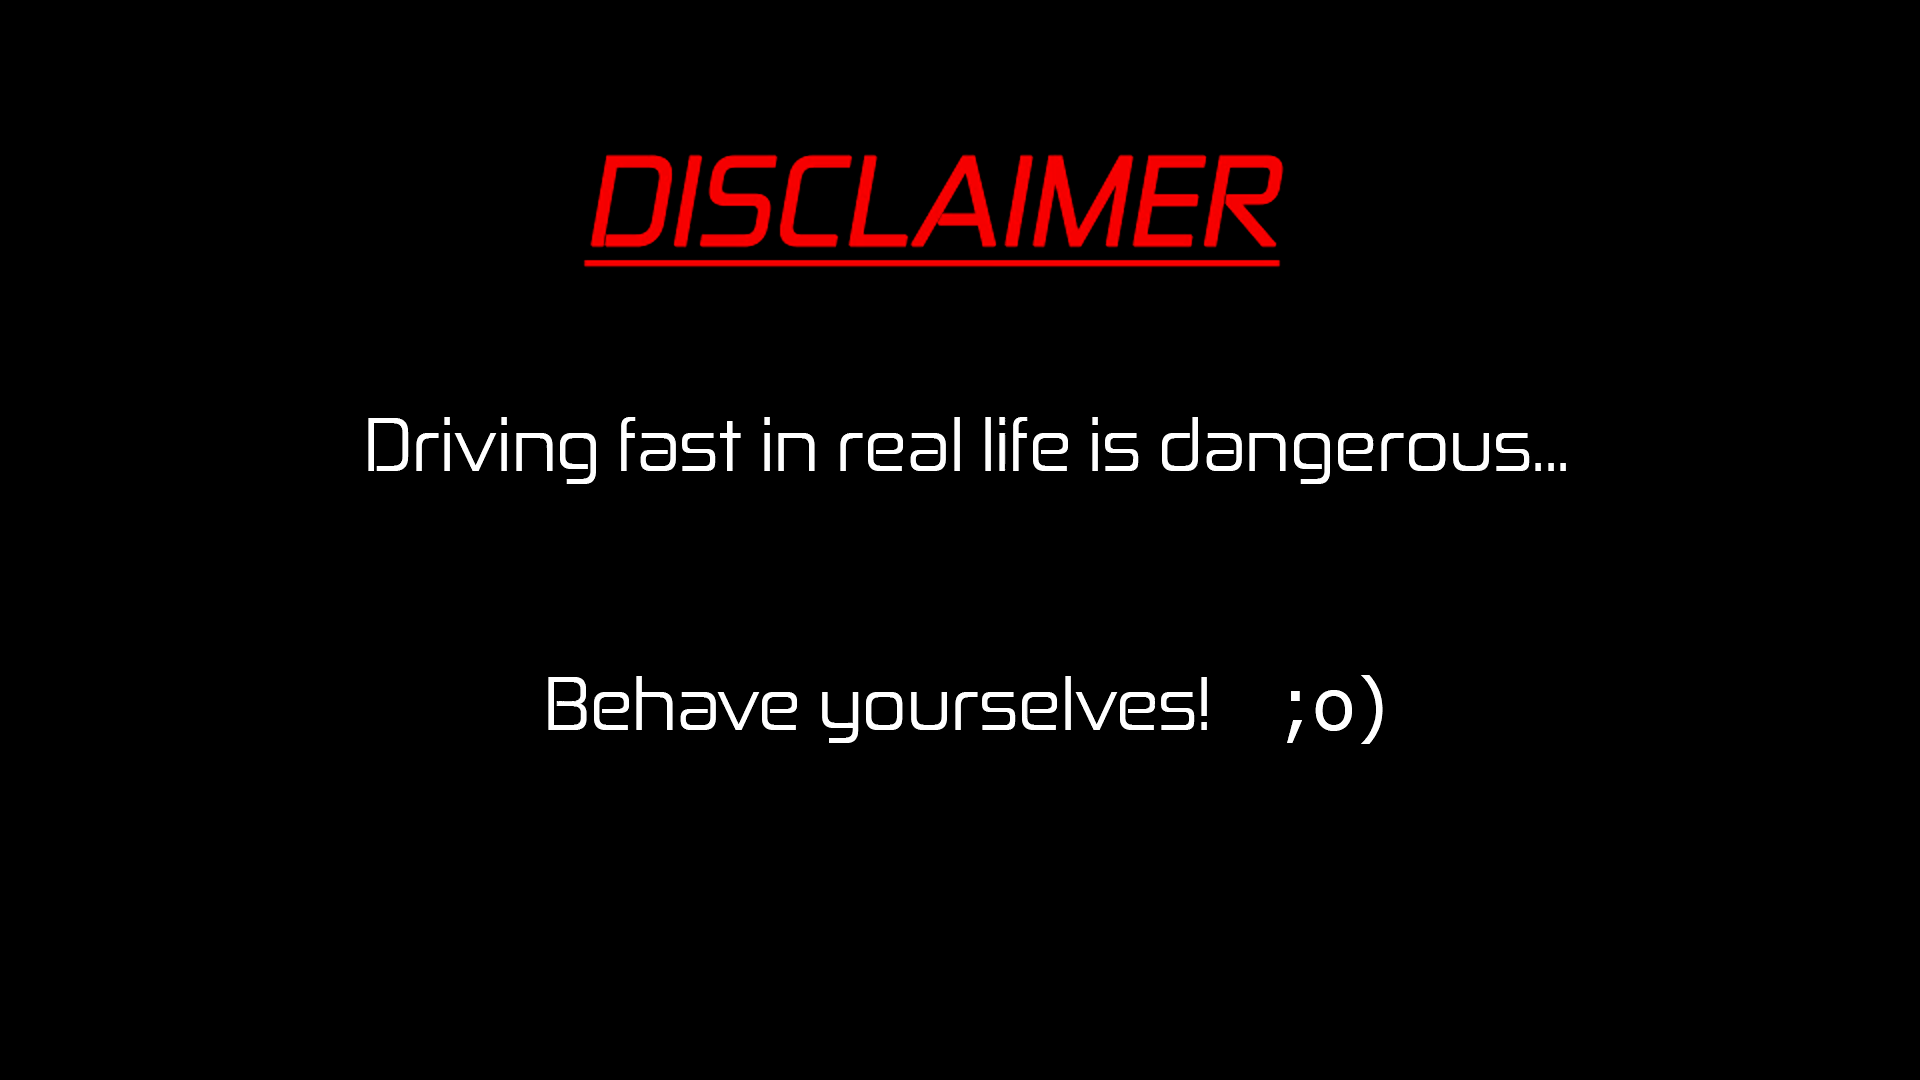 DISCLAIMER
Driving fast in real life is dangerous...
Behave yourselves! ;o)